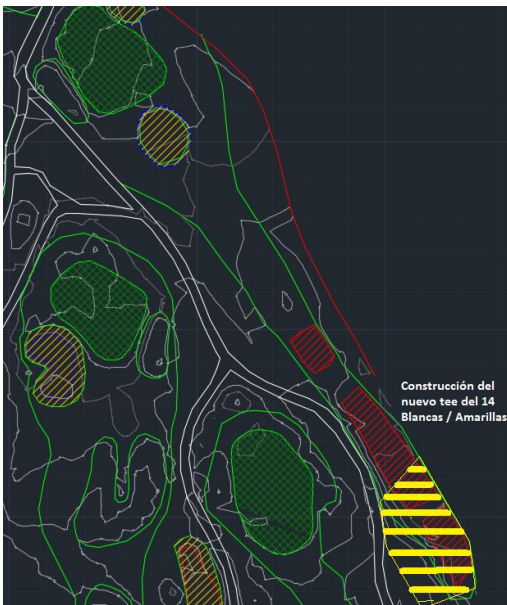 Construcción del
nuevo tee del 14
Blancas / Amarillas